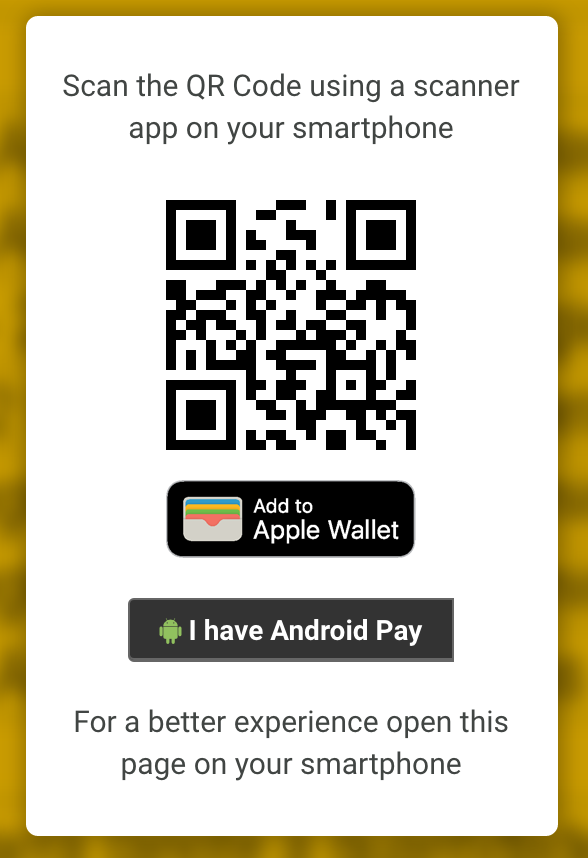 Scan the QR Code using a scanner
app on your smartphone
Add to
Apple Wallet
I have Android Pay
For a better experience open this
page on your smartphone